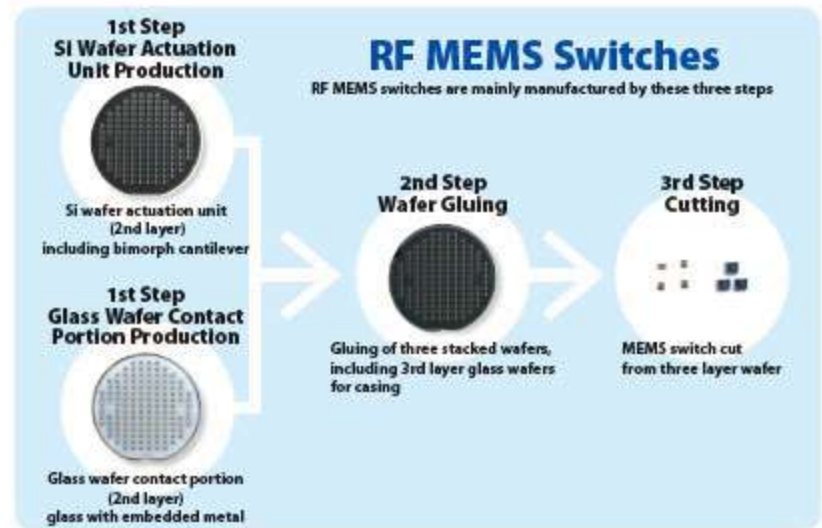 1st Step
Si Wafer Actuation
Unit Production
RF MEMS Switches
RF MEMS switches are mainly manufactured by these three steps
Si wafer actuation unit
(2nd layer)
including bimorph cantilever
1st Step
Glass Wafer Contact
Portion Production
Glass wafer contact portion
(2nd layer)
glass with embedded metal
2nd Step
Wafer Gluing
Gluing of three stacked wafers,
including 3rd layer glass wafers
for casing
3rd Step
Cutting
MEMS switch cut
from three layer wafer